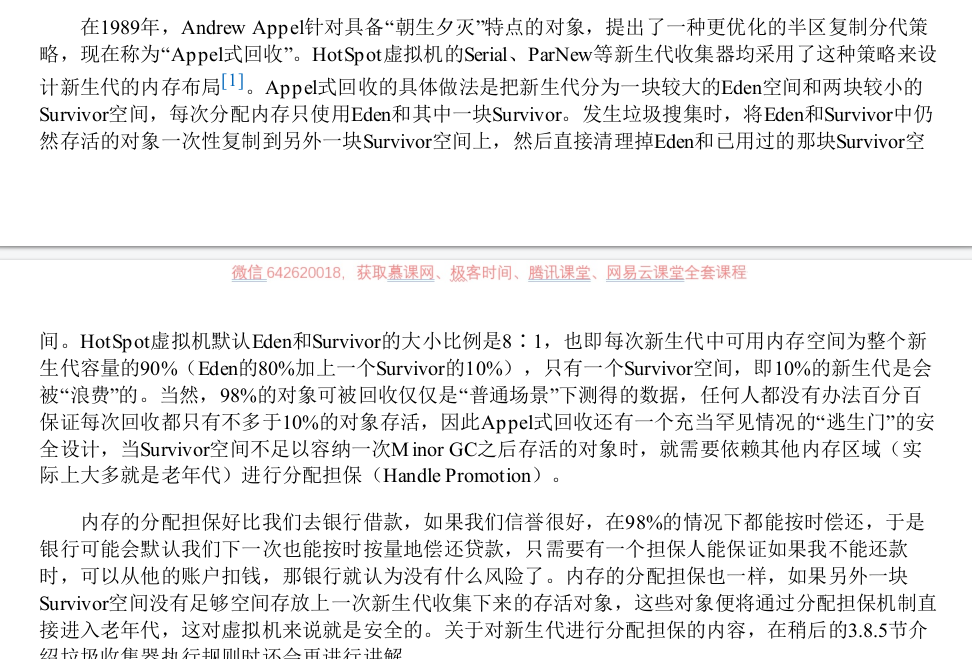 在1989年，Andrew Appel针对具备“朝生夕灭”特点的对象，提出了一种更优化的半区复制分代策
略，现在称为“Appel式回收”。HotSpot虚拟机的Serial、ParNew等新生代收集器均采用了这种策略来设
计新生代的内存布局[1]。Appel式回收的具体做法是把新生代分为一块较大的Eden空间和两块较小的
Survivor空间，每次分配内存只使用Eden和其中一块Survivor。发生垃圾搜集时，将Eden和Survivor中仍
然存活的对象一次性复制到另外一块Survivor空间上，然后直接清理掉Eden和已用过的那块Survivor空
微信 642620018，获取慕课网、极客时间、腾讯课堂、网易云课堂全套课程
间。HotSpot虚拟机默认Eden和Survivor的大小比例是8∶1，也即每次新生代中可用内存空间为整个新
生代容量的90%（Eden的80%加上一个Survivor的10%），只有一个Survivor空间，即10%的新生代是会
被“浪费”的。当然，98%的对象可被回收仅仅是“普通场景”下测得的数据，任何人都没有办法百分百
保证每次回收都只有不多于10%的对象存活，因此Appel式回收还有一个充当罕见情况的“逃生门”的安
全设计，当Survivor空间不足以容纳一次Minor GC之后存活的对象时，就需要依赖其他内存区域（实
际上大多就是老年代）进行分配担保（Handle Promotion）。
内存的分配担保好比我们去银行借款，如果我们信誉很好，在98%的情况下都能按时偿还，于是
银行可能会默认我们下一次也能按时按量地偿还贷款，只需要有一个担保人能保证如果我不能还款
时，可以从他的账户扣钱，那银行就认为没有什么风险了。内存的分配担保也一样，如果另外一块
Survivor空间没有足够空间存放上一次新生代收集下来的存活对象，这些对象便将通过分配担保机制直
接进入老年代，这对虚拟机来说就是安全的。关于对新生代进行分配担保的内容，在稍后的3.8.5节介
绍垃圾收集器执行规则时还会再进行讲解